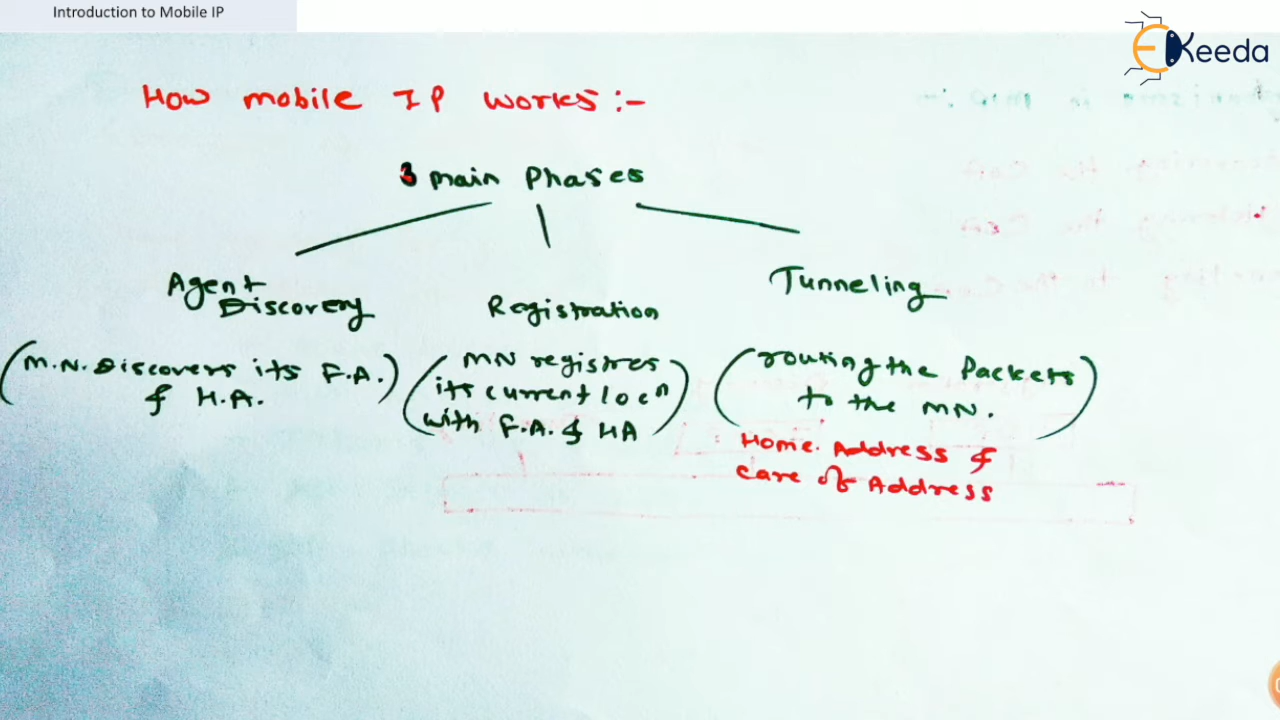 Introduction to Mobile IP
EKeeda
How mobile IP works :-
3 main Phases
Agent
Discovery
Registration
Tunneling
(M.N. Discovers its F.A.)
& H.A.
(MN registres
its current locn
with F.A. & HA)
(routing the Packets
to the MN.)
Home. Address &
Care of Address